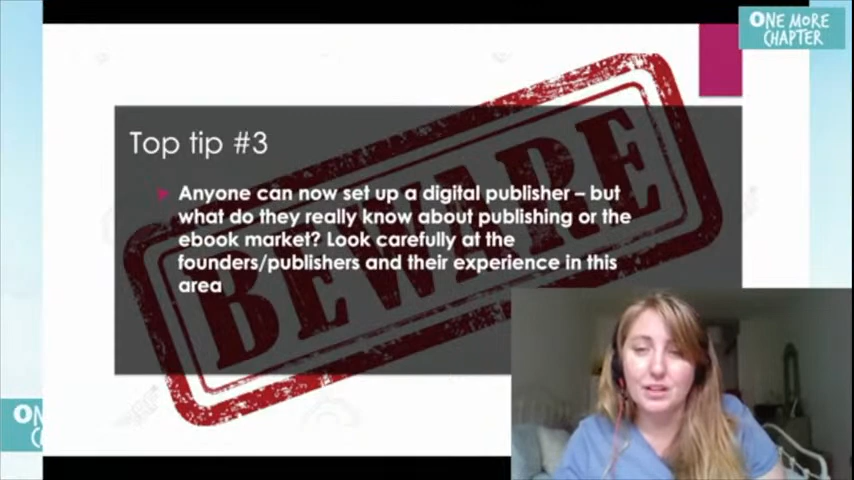 ONE MORE
CHAPTER
Top tip #3
Anyone can now set up a digital publisher – but
what do they really know about publishing or the
ebook market? Look carefully at the
founders/publishers and their experience in this
area
BEWARE
ON